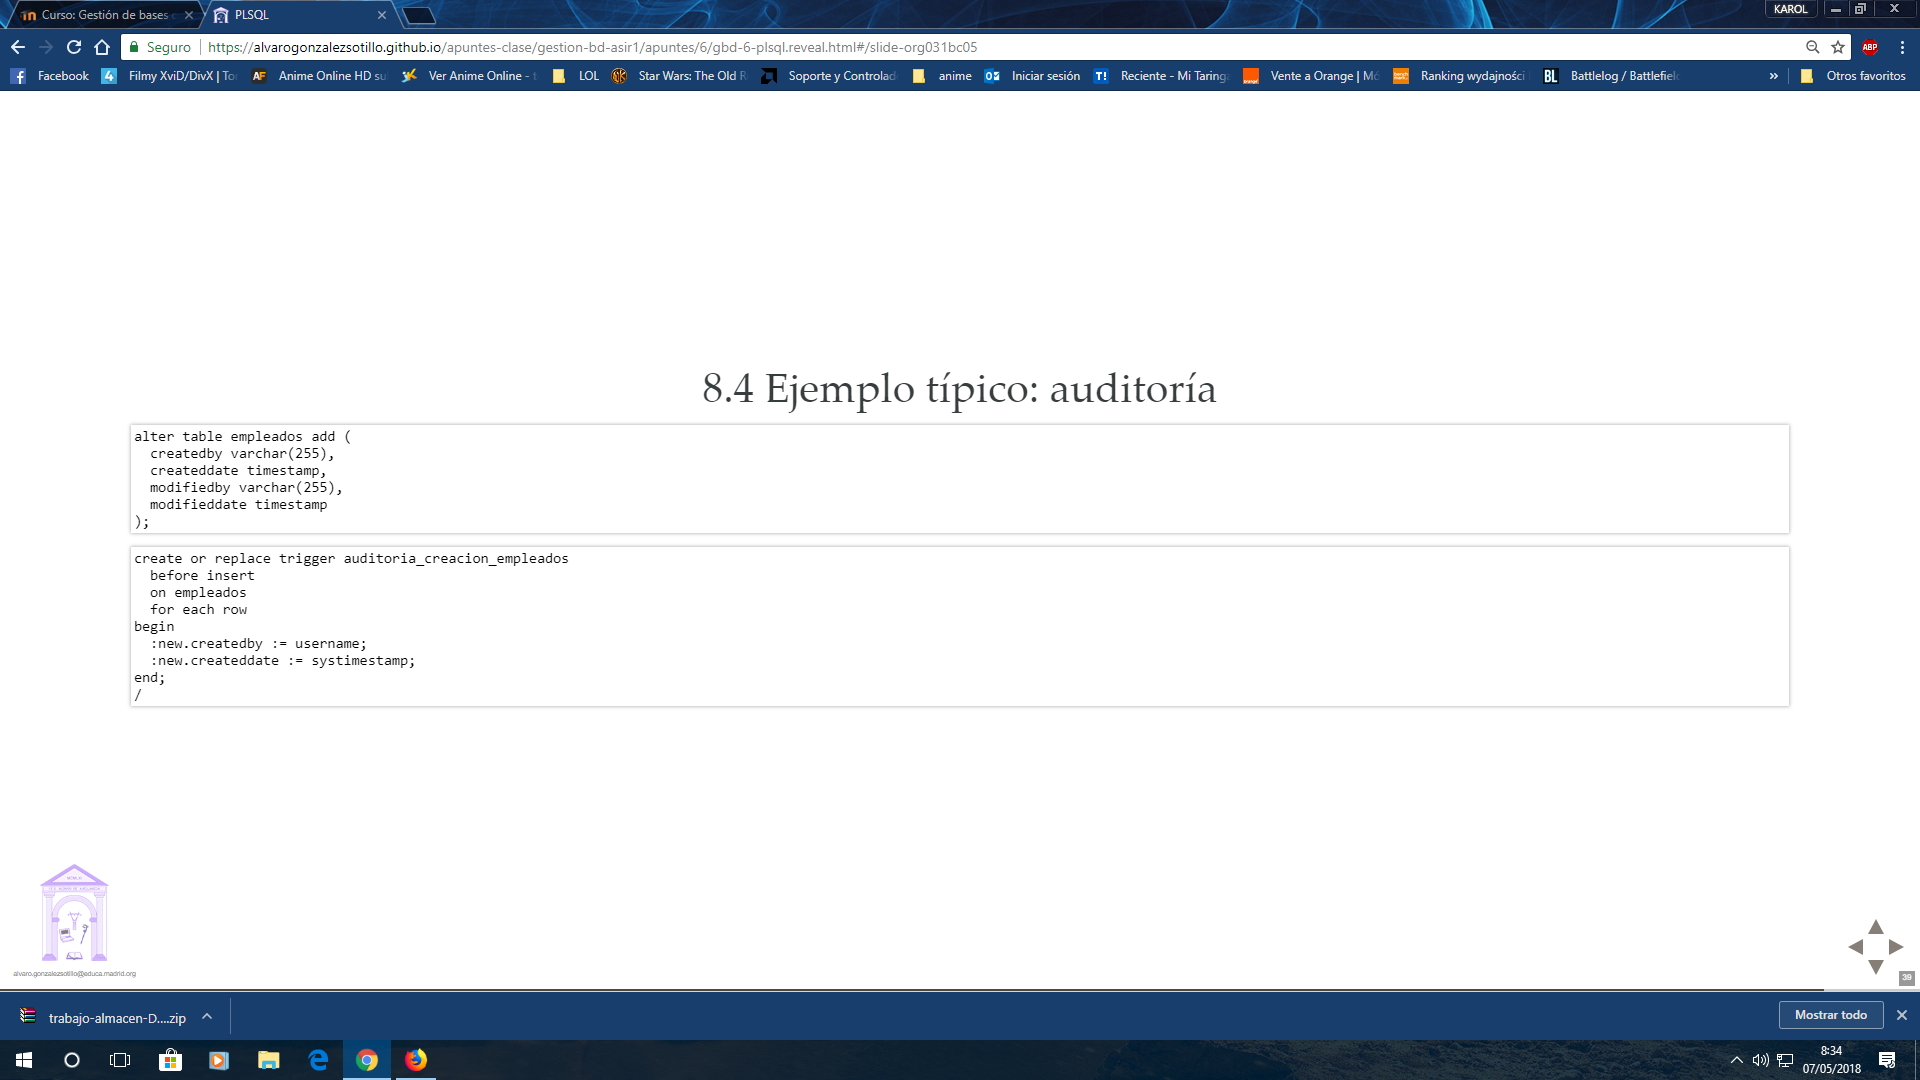 Curso: Gestión de bases
PLSQL
KAROL
Seguro
https://alvarogonzalezsotillo.github.io/apuntes-clase/gestion-bd-asir1/apuntes/6/gbd-6-plsql.reveal.html#/slide-org031bc05
ABP
Facebook
Filmy XviD/DivX | To
Anime Online HD su
Ver Anime Online -
LOL
Star Wars: The Old R
Soporte y Controlad
anime
Iniciar sesión
Reciente - Mi Taringa
Vente a Orange | Mó
Ranking wydajności
BL
Battlelog / Battlefiel
»
Otros favoritos
8.4 Ejemplo típico: auditoría
alter table empleados add (
createdby varchar(255),
createddate timestamp,
modifiedby varchar(255),
modifieddate timestamp
);
create or replace trigger auditoria_creacion_empleados
before insert
on empleados
for each row
begin
:new.createdby := username;
:new.createddate := systimestamp;
end;
/
alvaro.gonzalezsotillo@educa.madrid.org
39
trabajo-almacen-D....zip
Mostrar todo
8:34
07/05/2018